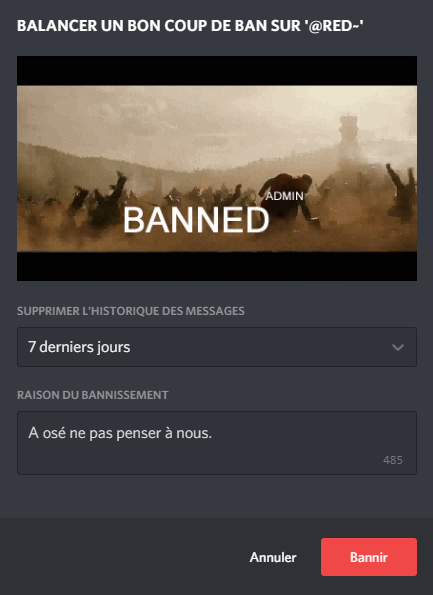 BALANCER UN BON COUP DE BAN SUR '@RED~'
ADMIN
BANNED
SUPPRIMER L'HISTORIQUE DES MESSAGES
7 derniers jours
RAISON DU BANNISSEMENT
A osé ne pas penser à nous.
485
Annuler
Bannir